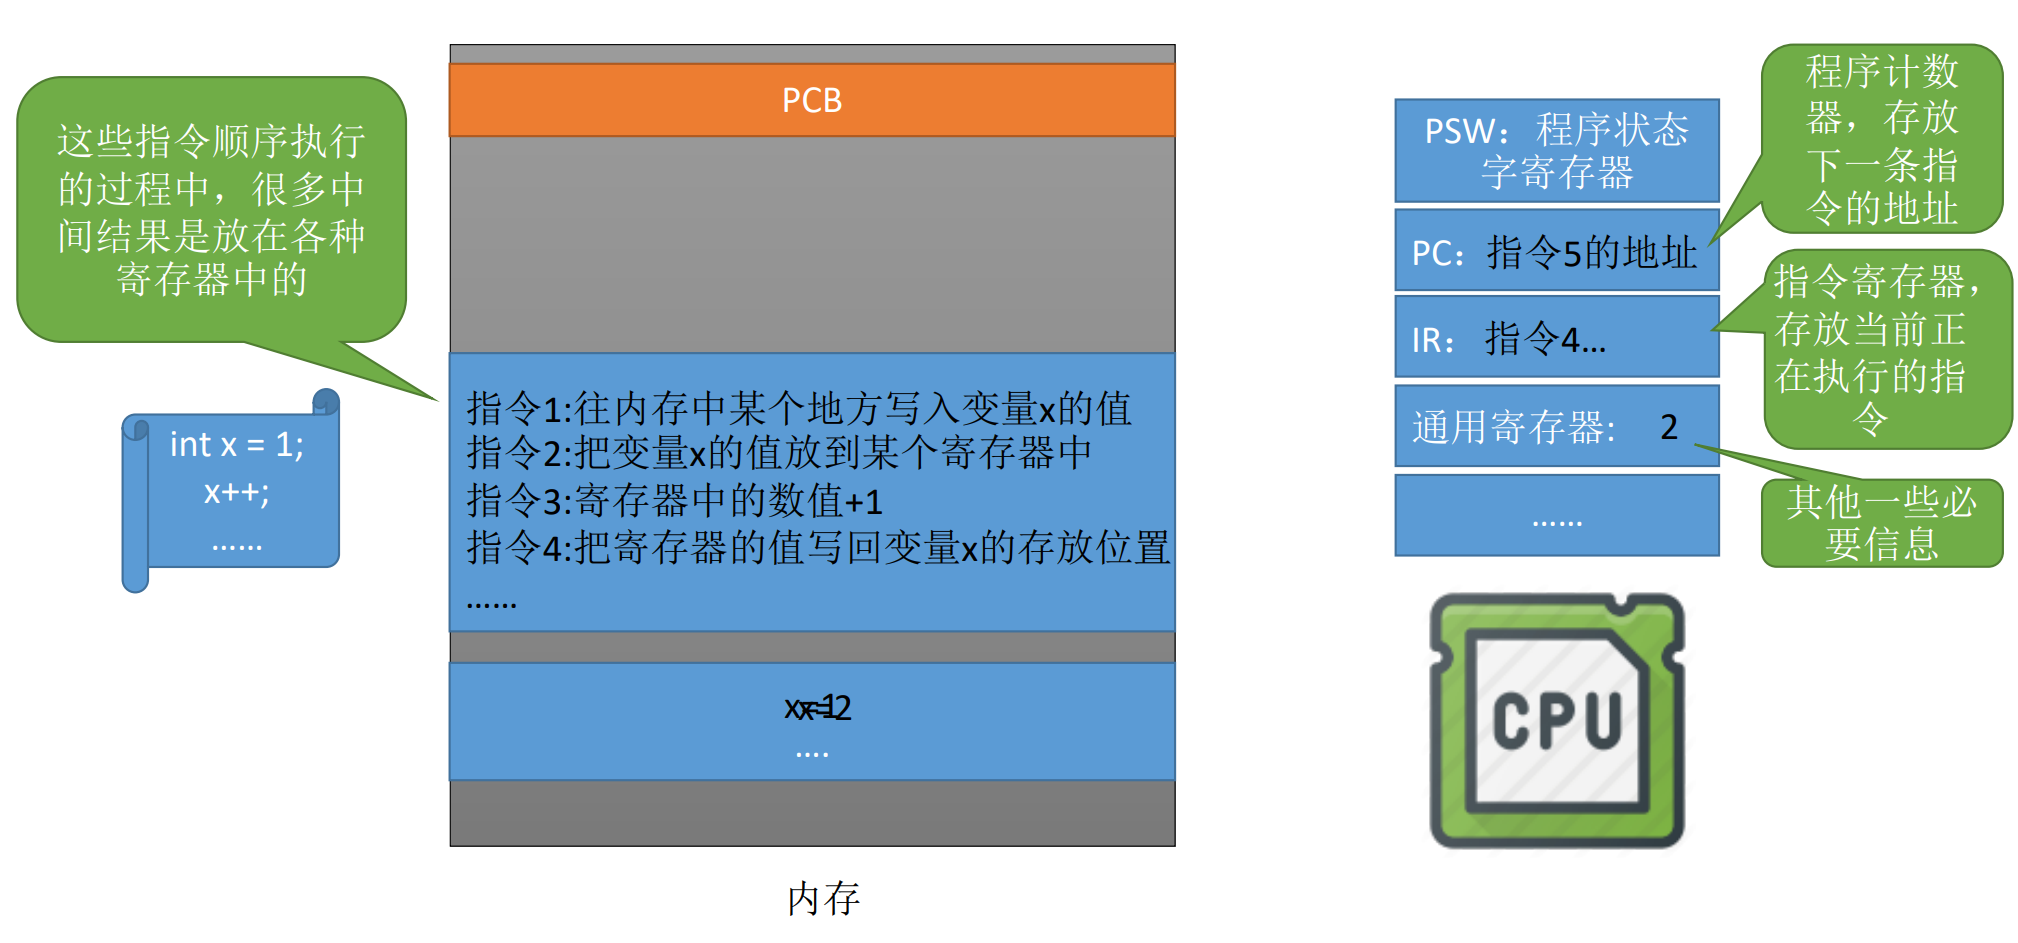 这些指令顺序执行
的过程中，很多中
间结果是放在各种
寄存器中的
int x = 1;
x++;
……
PCB
指令1:往内存中某个地方写入变量x的值
指令2:把变量x的值放到某个寄存器中
指令3:寄存器中的数值+1
指令4:把寄存器的值写回变量x的存放位置
……
x=1
x=2
....
内存
PSW：程序状态
字寄存器
PC：指令5的地址
IR：指令4...
通用寄存器： 2
……
程序计数
器，存放
下一条指
令的地址
指令寄存器，
存放当前正
在执行的指
令
其他一些必
要信息
CPU